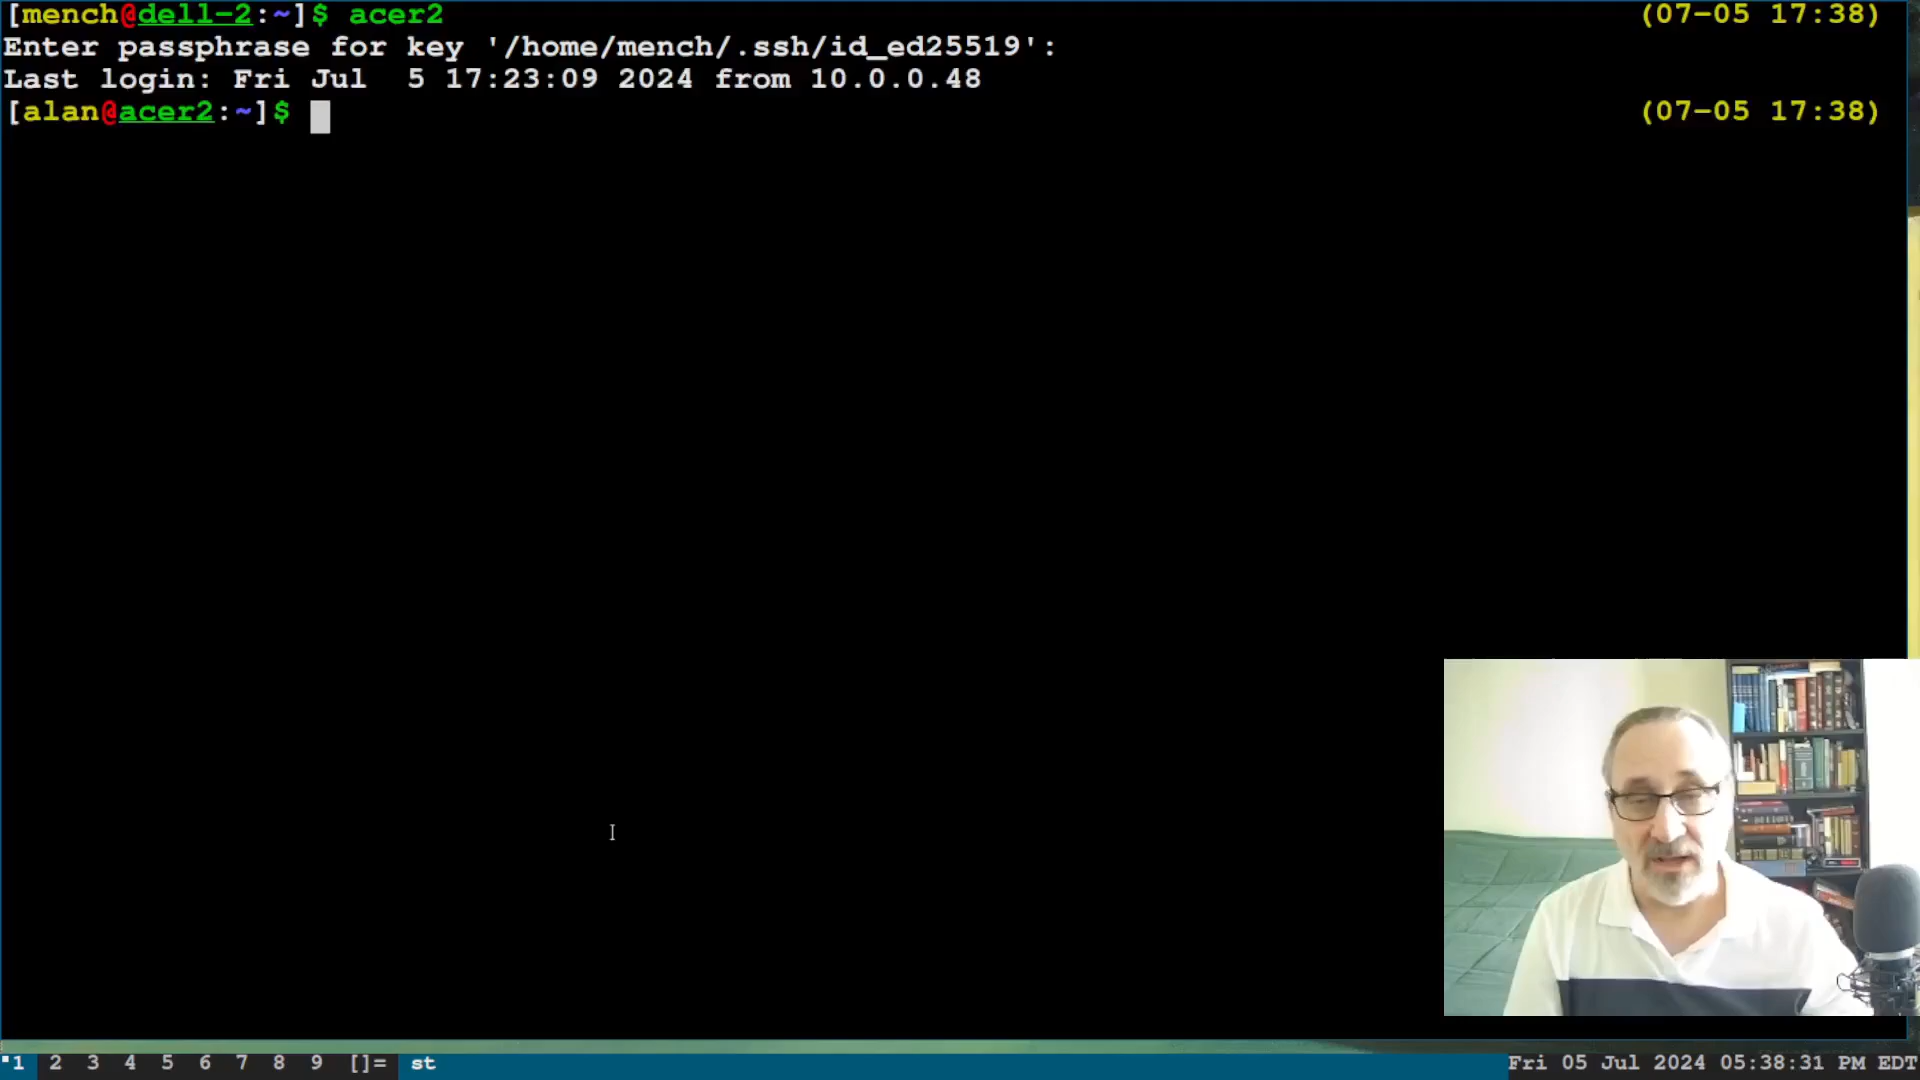 [mench@dell-2:~]$ acer2 (07-05 17:38)
Enter passphrase for key '/home/mench/.ssh/id_ed25519':
Last login: Fri Jul  5 17:23:09 2024 from 10.0.0.48
[alan@acer2:~]$ (07-05 17:38)
1 2 3 4 5 6 7 8 9 []= st Fri 05 Jul 2024 05:38:31 PM EDT